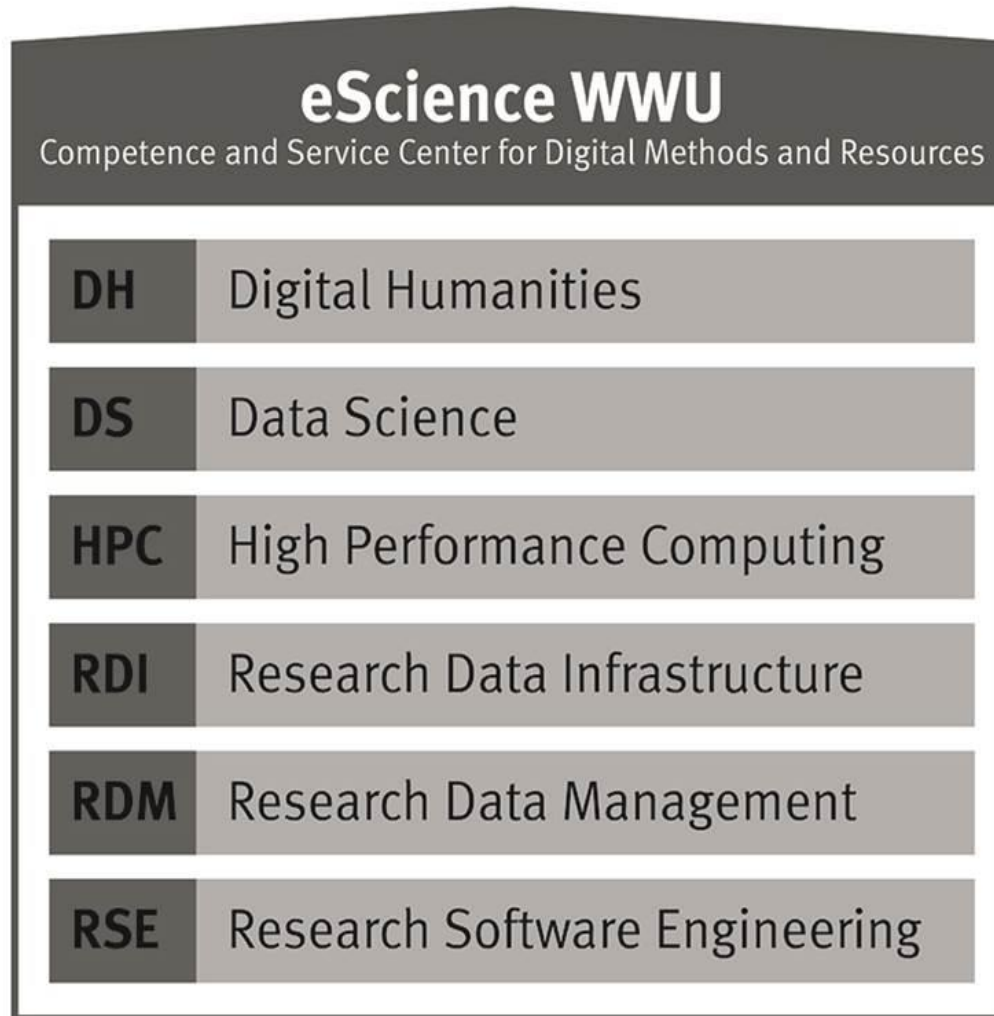 eScience WWU
Competence and Service Center for Digital Methods and Resources
DH Digital Humanities
DS Data Science
HPC High Performance Computing
RDI Research Data Infrastructure
RDM Research Data Management
RSE Research Software Engineering